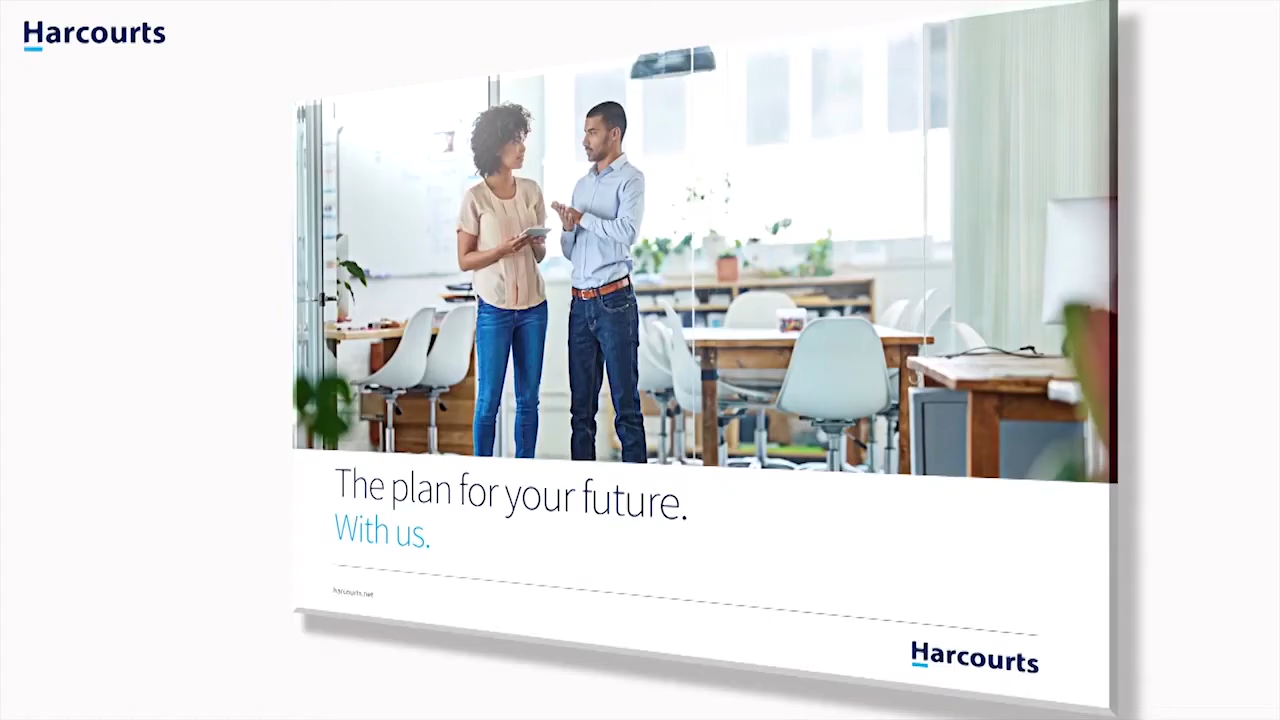 Harcourts
The plan for your future.
With us.
harcourts.net
Harcourts